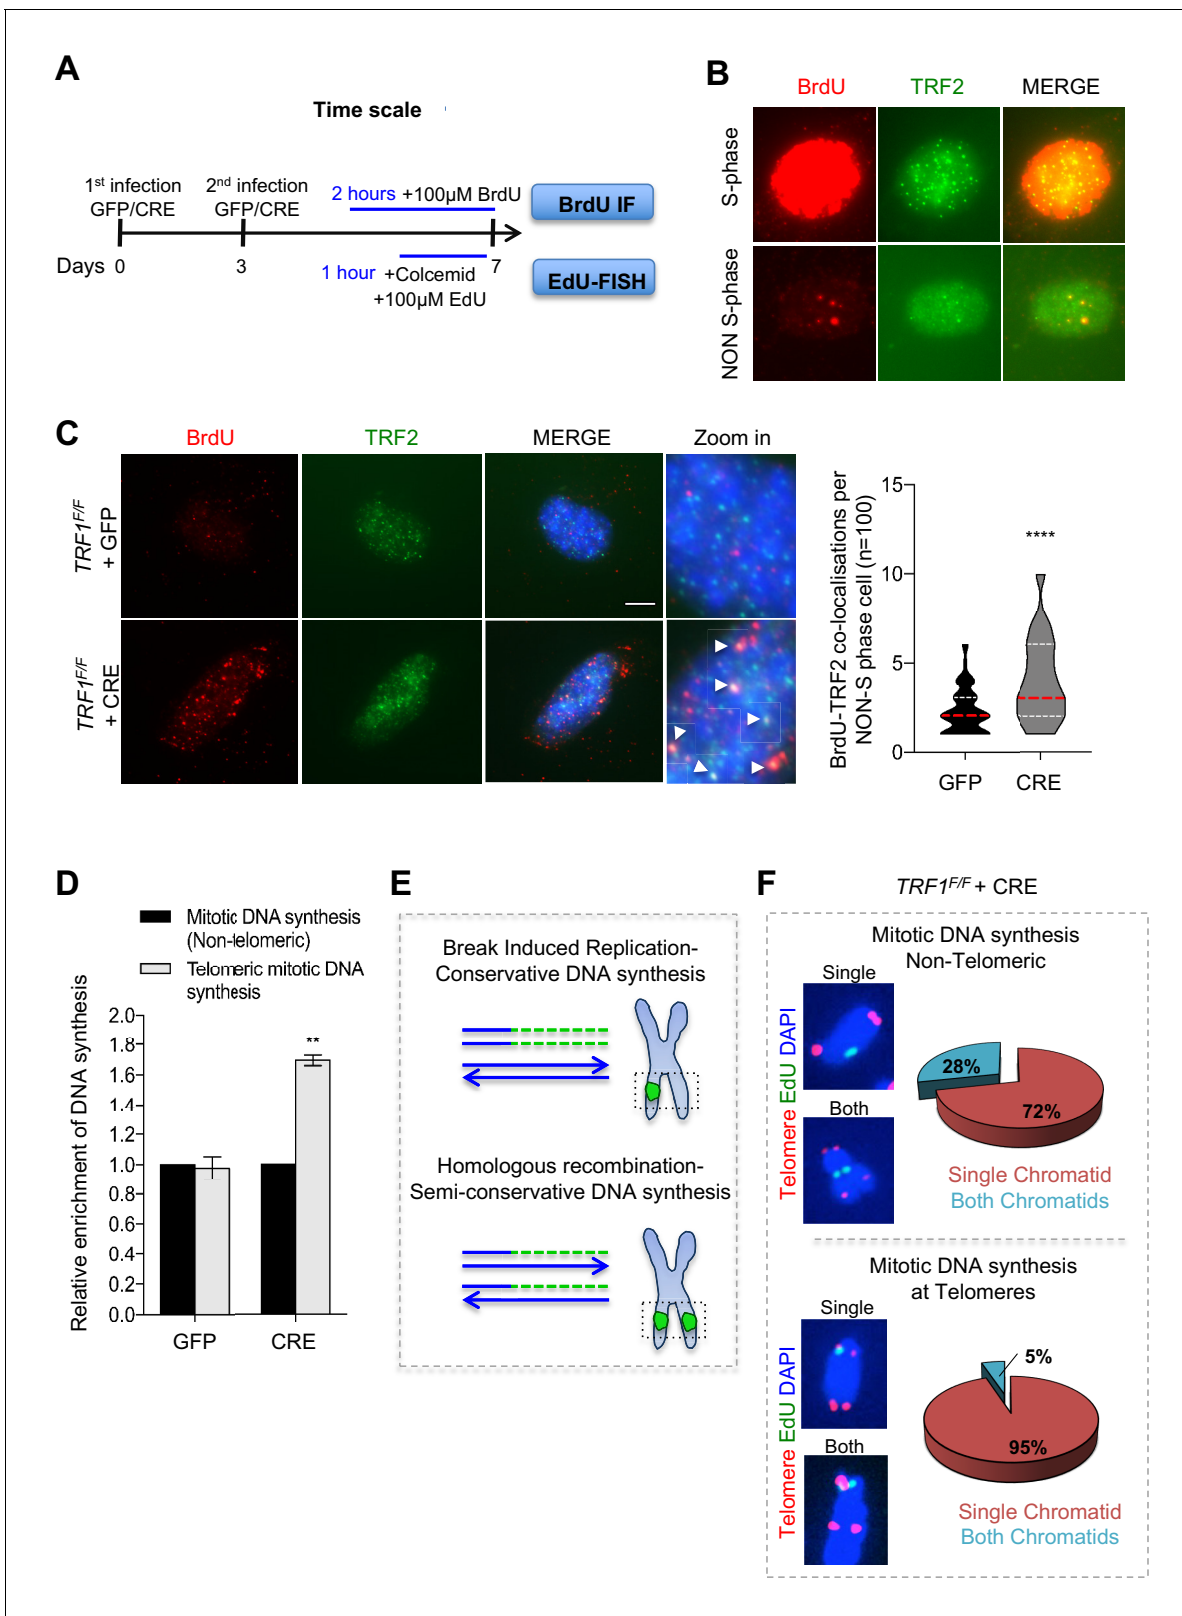 A
Time scale
1st infection GFP/CRE
2nd infection GFP/CRE
2 hours +100µM BrdU
BrdU IF
Days 0 3 7
1 hour +Colcemid
+100µM EdU
EdU-FISH
B
BrdU TRF2 MERGE
S-phase
NON S-phase
C
BrdU TRF2 MERGE Zoom in
TRF1F/F
+ GFP
TRF1F/F
+ CRE
BrdU-TRF2 co-localisations per
NON-S phase cell (n=100)
15
10
5
0
****
GFP CRE
D
Mitotic DNA synthesis
(Non-telomeric)
Telomeric mitotic DNA
synthesis
Relative enrichment of DNA synthesis
2.0
1.8
1.6
1.4
1.2
1.0
0.8
0.6
0.4
0.2
0.0
**
GFP CRE
E
Break Induced Replication-
Conservative DNA synthesis
Homologous recombination-
Semi-conservative DNA synthesis
F
TRF1F/F + CRE
Mitotic DNA synthesis
Non-Telomeric
Telomere EdU DAPI
Single
Both
28%
72%
Single Chromatid
Both Chromatids
Mitotic DNA synthesis
at Telomeres
Telomere EdU DAPI
Single
Both
5%
95%
Single Chromatid
Both Chromatids